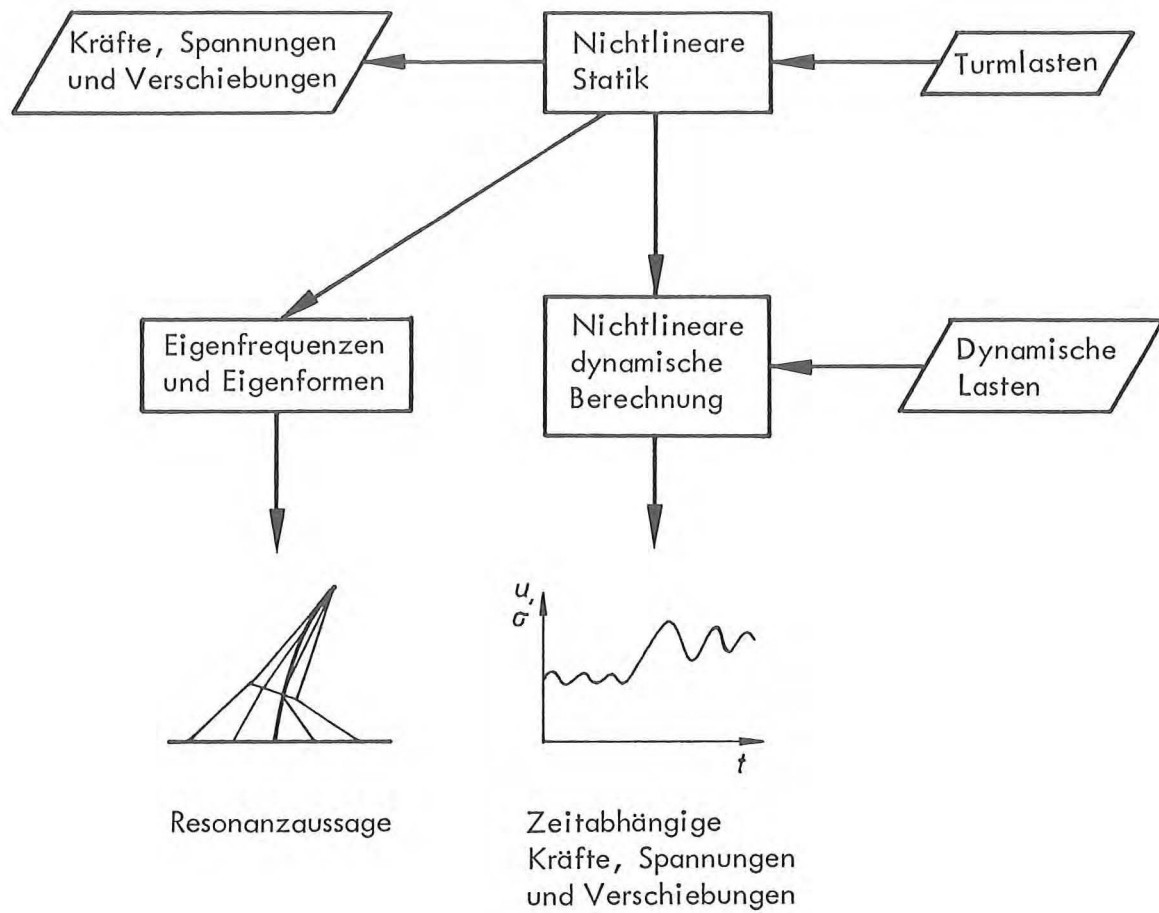 Kräfte, Spannungen
und Verschiebungen
Nichtlineare
Statik
Turmlasten
Eigenfrequenzen
und Eigenformen
Nichtlineare
dynamische
Berechnung
Dynamische
Lasten
u,
σ
t
Resonanzaussage
Zeitabhängige
Kräfte, Spannungen
und Verschiebungen